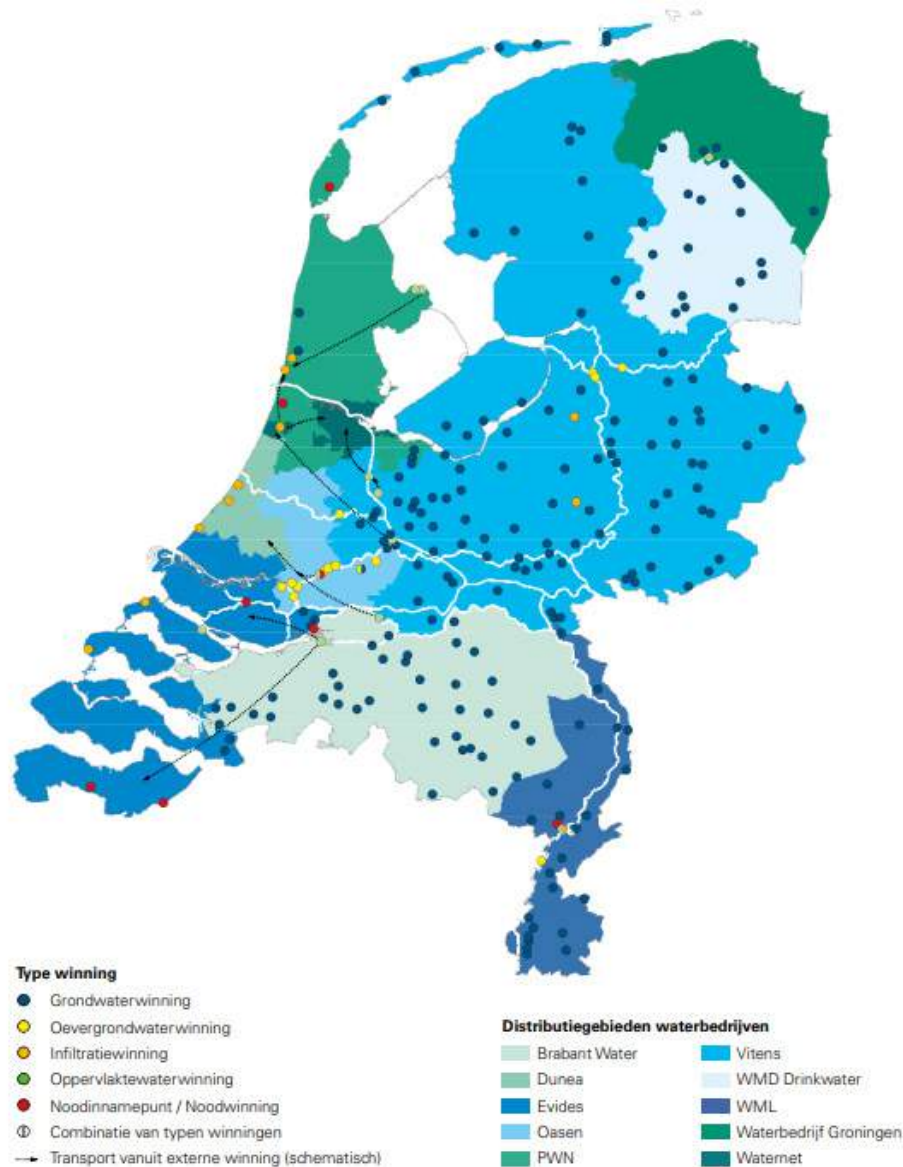 Type winning
Grondwaterwinning
Oevergrondwaterwinning
Infiltratiewinning
Oppervlaktewaterwinning
Noodinnamepunt / Noodwinning
Combinatie van typen winningen
Transport vanuit externe winning (schematisch)
Distributiegebieden waterbedrijven
Brabant Water
Dunea
Evides
Oasen
PWN
Vitens
WMD Drinkwater
WML
Waterbedrijf Groningen
Waternet